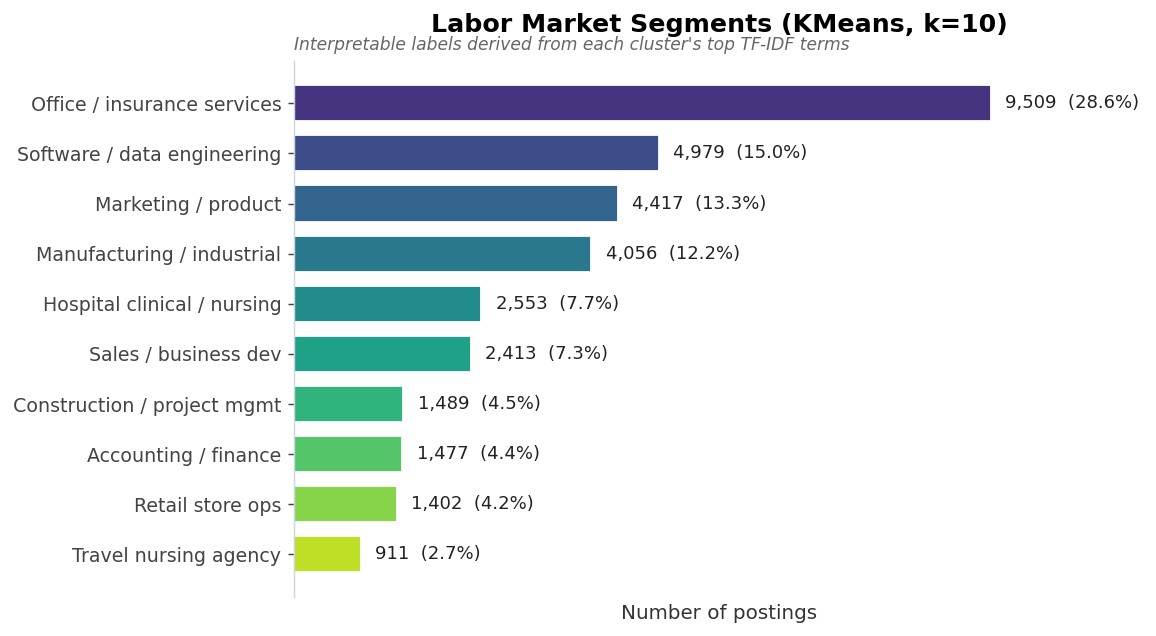 Labor Market Segments (KMeans, k=10)
Interpretable labels derived from each cluster's top TF-IDF terms
Office / insurance services 9,509 (28.6%)
Software / data engineering 4,979 (15.0%)
Marketing / product 4,417 (13.3%)
Manufacturing / industrial 4,056 (12.2%)
Hospital clinical / nursing 2,553 (7.7%)
Sales / business dev 2,413 (7.3%)
Construction / project mgmt 1,489 (4.5%)
Accounting / finance 1,477 (4.4%)
Retail store ops 1,402 (4.2%)
Travel nursing agency 911 (2.7%)
Number of postings